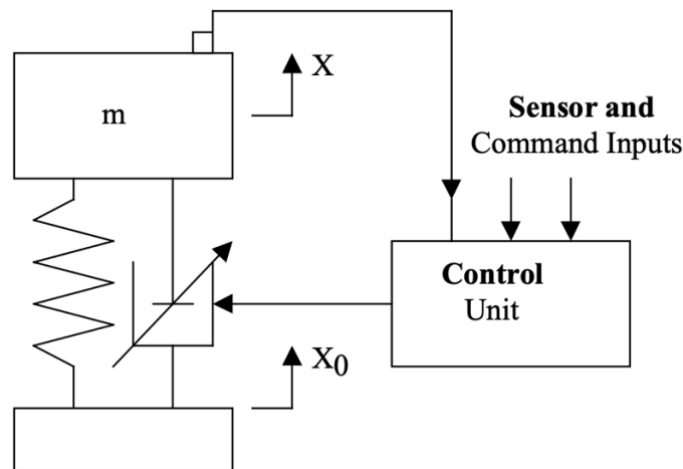 X
m
Sensor and
Command Inputs
Control
Unit
X0